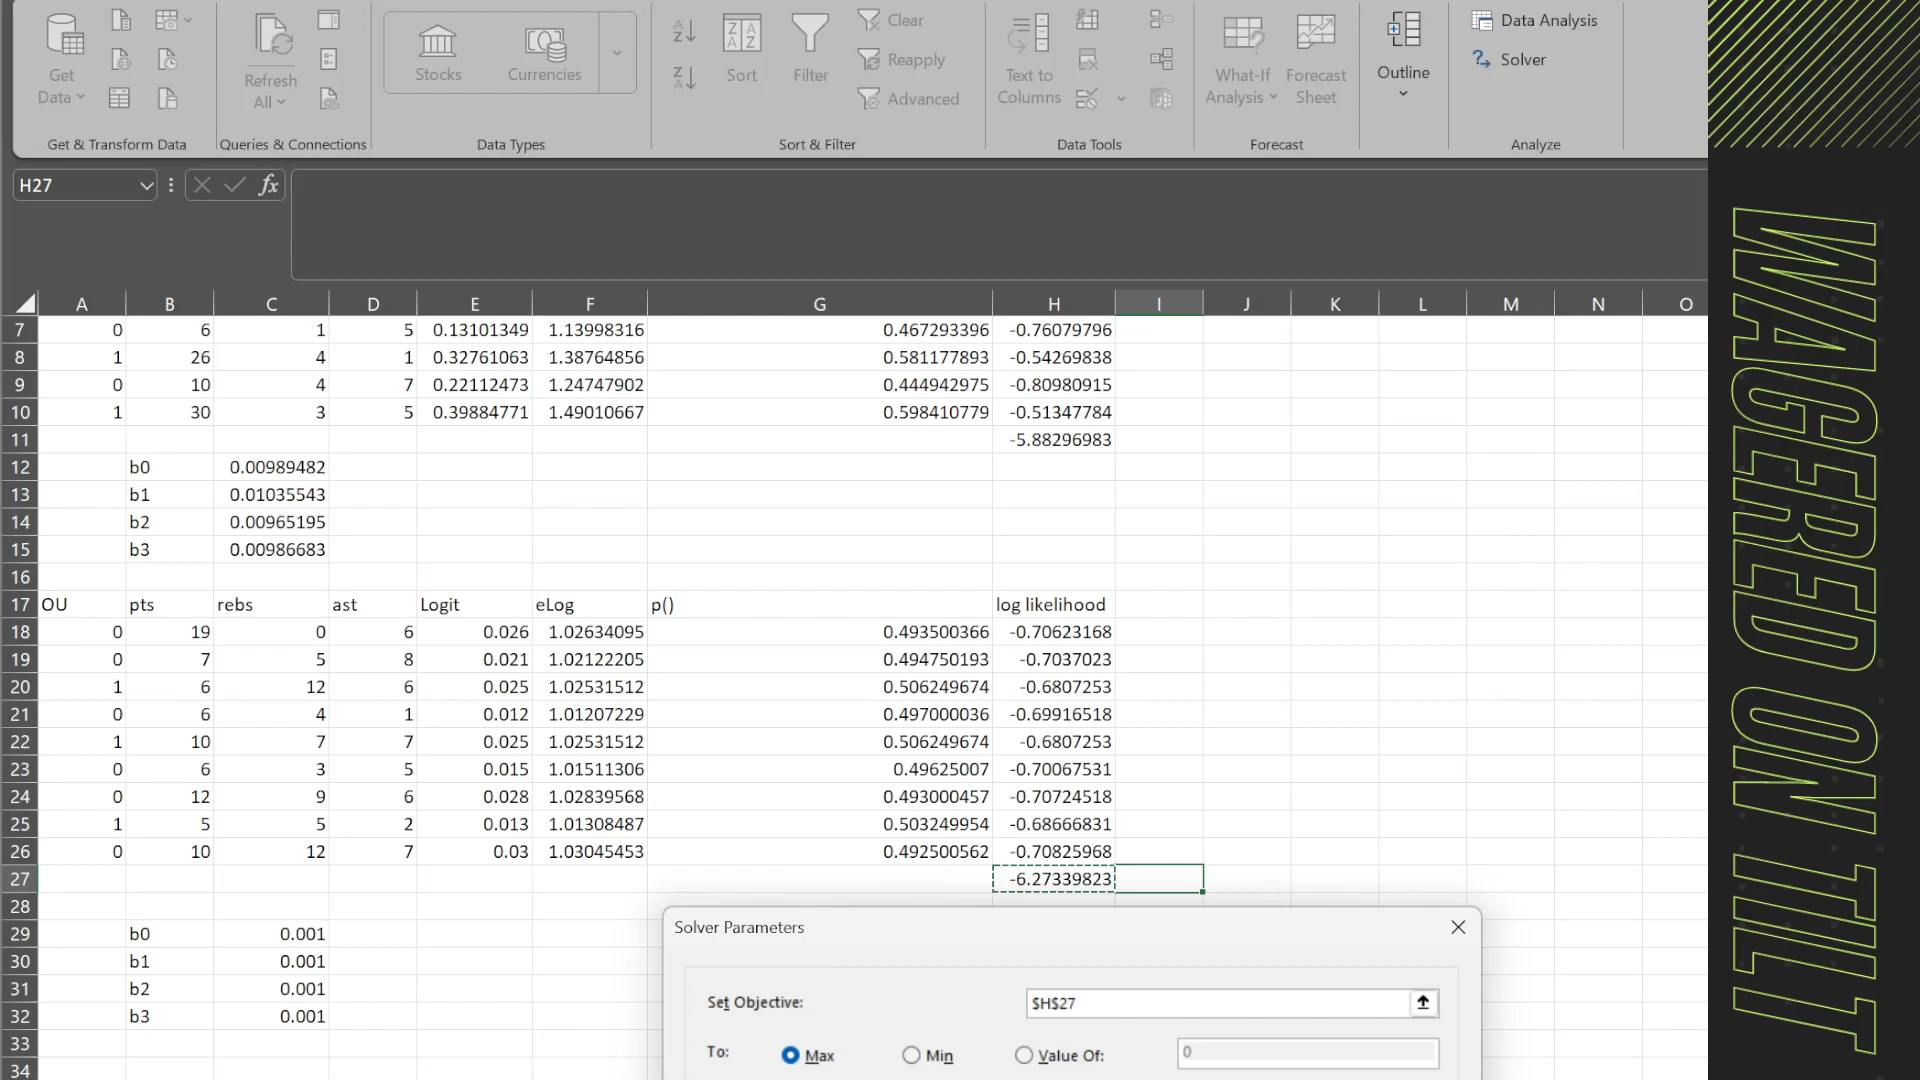 Get
Data
Refresh
All
Stocks
Currencies
Sort
Filter
Clear
Reapply
Advanced
Text to
Columns
What-If
Analysis
Forecast
Sheet
Outline
Data Analysis
Solver
Get & Transform Data
Queries & Connections
Data Types
Sort & Filter
Data Tools
Forecast
Analyze
H27
fx
A B C D E F G H I J K L M N O
7 0 6 1 5 0.13101349 1.13998316 0.467293396 -0.76079796
8 1 26 4 1 0.32761063 1.38764856 0.581177893 -0.54269838
9 0 10 4 7 0.22112473 1.24747902 0.444942975 -0.80980915
10 1 30 3 5 0.39884771 1.49010667 0.598410779 -0.51347784
11 -5.88296983
12 b0 0.00989482
13 b1 0.01035543
14 b2 0.00965195
15 b3 0.00986683
16
17 OU pts rebs ast Logit eLog p() log likelihood
18 0 19 0 6 0.026 1.02634095 0.493500366 -0.70623168
19 0 7 5 8 0.021 1.02122205 0.494750193 -0.7037023
20 1 6 12 6 0.025 1.02531512 0.506249674 -0.6807253
21 0 6 4 1 0.012 1.01207229 0.497000036 -0.69916518
22 1 10 7 7 0.025 1.02531512 0.506249674 -0.6807253
23 0 6 3 5 0.015 1.01511306 0.49625007 -0.70067531
24 0 12 9 6 0.028 1.02839568 0.493000457 -0.70724518
25 1 5 5 2 0.013 1.01308487 0.503249954 -0.68666831
26 0 10 12 7 0.03 1.03045453 0.492500562 -0.70825968
27 -6.27339823
28
29 b0 0.001
30 b1 0.001
31 b2 0.001
32 b3 0.001
33
34
Solver Parameters
Set Objective: $H$27
To: Max Min Value Of: 0
WAGERED ON TILT